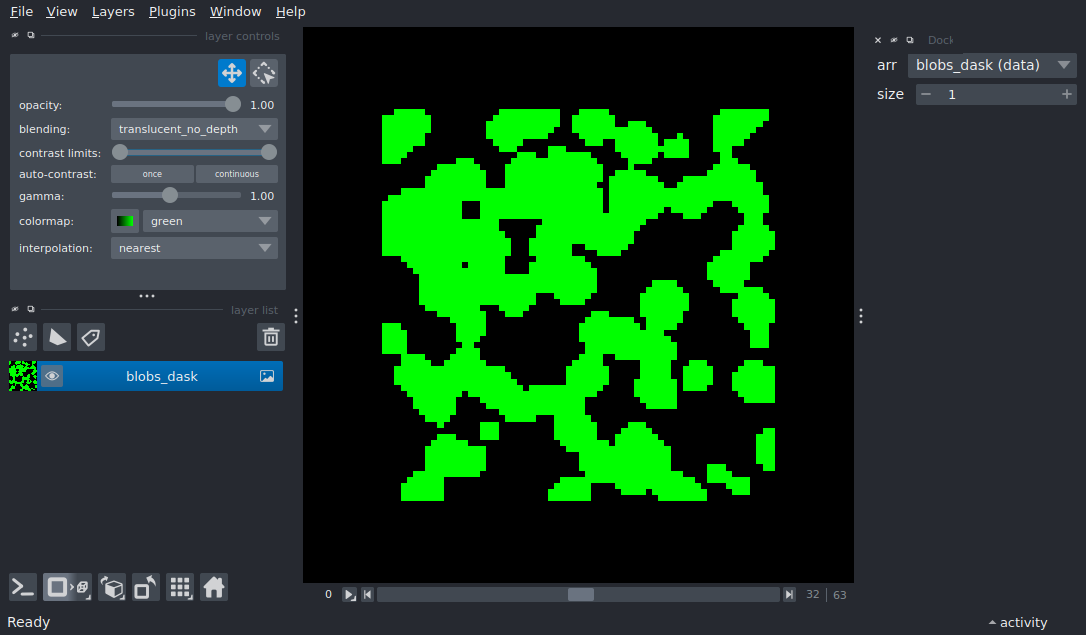 File View Layers Plugins Window Help
layer controls
opacity: 1.00
blending: translucent_no_depth
contrast limits:
auto-contrast: once continuous
gamma: 1.00
colormap: green
interpolation: nearest
layer list
blobs_dask
Dock
arr blobs_dask (data)
size 1
0 32 63
Ready
activity